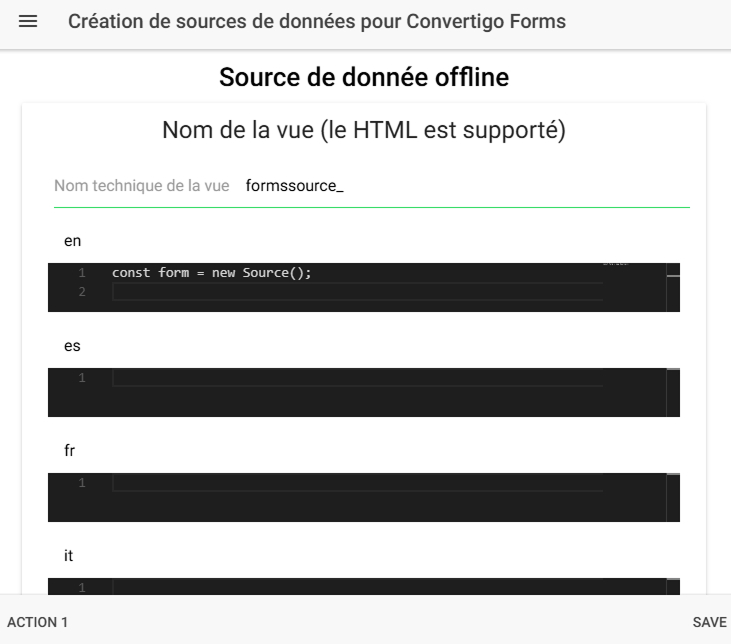 Création de sources de données pour Convertigo Forms
Source de donnée offline
Nom de la vue (le HTML est supporté)
Nom technique de la vue formssource_
en
1 const form = new Source();
2
es
1
fr
1
it
1
ACTION 1 SAVE